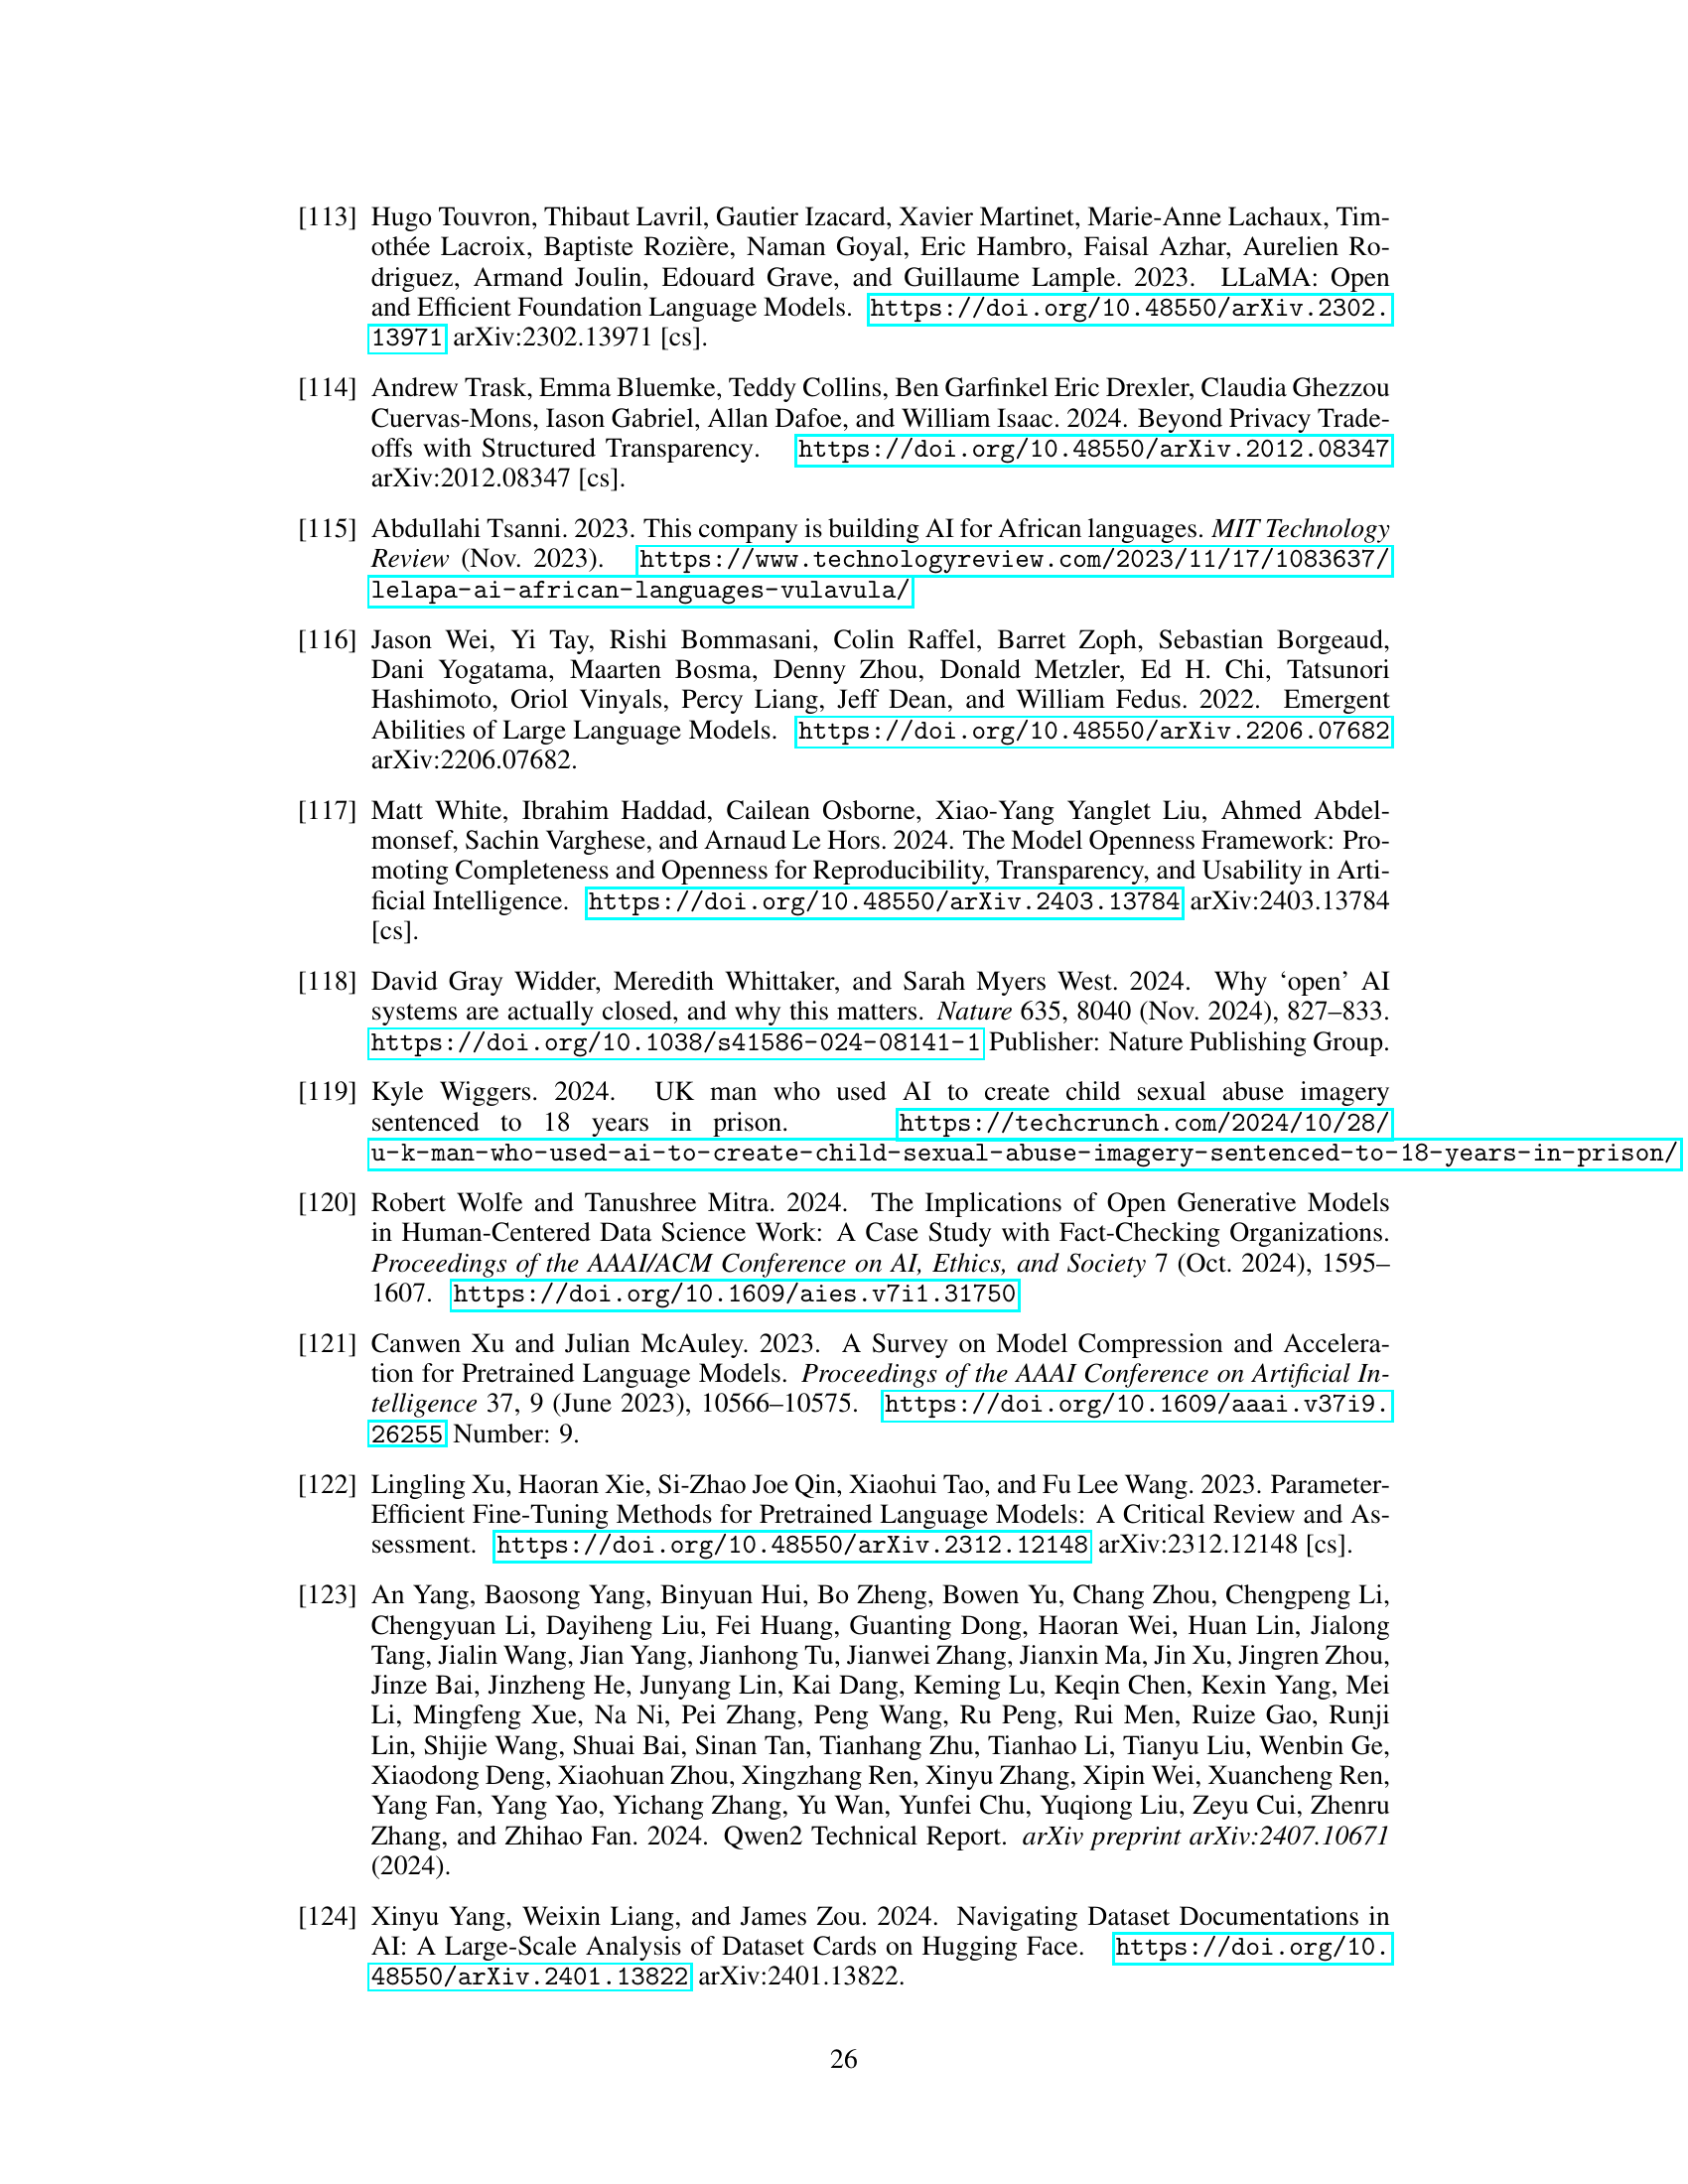 [113] Hugo Touvron, Thibaut Lavril, Gautier Izacard, Xavier Martinet, Marie-Anne Lachaux, Tim-
othée Lacroix, Baptiste Rozière, Naman Goyal, Eric Hambro, Faisal Azhar, Aurelien Ro-
driguez, Armand Joulin, Edouard Grave, and Guillaume Lample. 2023. LLaMA: Open
and Efficient Foundation Language Models. https://doi.org/10.48550/arXiv.2302.
13971 arXiv:2302.13971 [cs].
[114] Andrew Trask, Emma Bluemke, Teddy Collins, Ben Garfinkel Eric Drexler, Claudia Ghezzou
Cuervas-Mons, Iason Gabriel, Allan Dafoe, and William Isaac. 2024. Beyond Privacy Trade-
offs with Structured Transparency. https://doi.org/10.48550/arXiv.2012.08347
arXiv:2012.08347 [cs].
[115] Abdullahi Tsanni. 2023. This company is building AI for African languages. MIT Technology
Review (Nov. 2023). https://www.technologyreview.com/2023/11/17/1083637/
lelapa-ai-african-languages-vulavula/
[116] Jason Wei, Yi Tay, Rishi Bommasani, Colin Raffel, Barret Zoph, Sebastian Borgeaud,
Dani Yogatama, Maarten Bosma, Denny Zhou, Donald Metzler, Ed H. Chi, Tatsunori
Hashimoto, Oriol Vinyals, Percy Liang, Jeff Dean, and William Fedus. 2022. Emergent
Abilities of Large Language Models. https://doi.org/10.48550/arXiv.2206.07682
arXiv:2206.07682.
[117] Matt White, Ibrahim Haddad, Cailean Osborne, Xiao-Yang Yanglet Liu, Ahmed Abdel-
monsef, Sachin Varghese, and Arnaud Le Hors. 2024. The Model Openness Framework: Pro-
moting Completeness and Openness for Reproducibility, Transparency, and Usability in Arti-
ficial Intelligence. https://doi.org/10.48550/arXiv.2403.13784 arXiv:2403.13784
[cs].
[118] David Gray Widder, Meredith Whittaker, and Sarah Myers West. 2024. Why ‘open’ AI
systems are actually closed, and why this matters. Nature 635, 8040 (Nov. 2024), 827–833.
https://doi.org/10.1038/s41586-024-08141-1 Publisher: Nature Publishing Group.
[119] Kyle Wiggers. 2024. UK man who used AI to create child sexual abuse imagery
sentenced to 18 years in prison. https://techcrunch.com/2024/10/28/
u-k-man-who-used-ai-to-create-child-sexual-abuse-imagery-sentenced-to-18-years-in-prison/
[120] Robert Wolfe and Tanushree Mitra. 2024. The Implications of Open Generative Models
in Human-Centered Data Science Work: A Case Study with Fact-Checking Organizations.
Proceedings of the AAAI/ACM Conference on AI, Ethics, and Society 7 (Oct. 2024), 1595–
1607. https://doi.org/10.1609/aies.v7i1.31750
[121] Canwen Xu and Julian McAuley. 2023. A Survey on Model Compression and Accelera-
tion for Pretrained Language Models. Proceedings of the AAAI Conference on Artificial In-
telligence 37, 9 (June 2023), 10566–10575. https://doi.org/10.1609/aaai.v37i9.
26255 Number: 9.
[122] Lingling Xu, Haoran Xie, Si-Zhao Joe Qin, Xiaohui Tao, and Fu Lee Wang. 2023. Parameter-
Efficient Fine-Tuning Methods for Pretrained Language Models: A Critical Review and As-
sessment. https://doi.org/10.48550/arXiv.2312.12148 arXiv:2312.12148 [cs].
[123] An Yang, Baosong Yang, Binyuan Hui, Bo Zheng, Bowen Yu, Chang Zhou, Chengpeng Li,
Chengyuan Li, Dayiheng Liu, Fei Huang, Guanting Dong, Haoran Wei, Huan Lin, Jialong
Tang, Jialin Wang, Jian Yang, Jianhong Tu, Jianwei Zhang, Jianxin Ma, Jin Xu, Jingren Zhou,
Jinze Bai, Jinzheng He, Junyang Lin, Kai Dang, Keming Lu, Keqin Chen, Kexin Yang, Mei
Li, Mingfeng Xue, Na Ni, Pei Zhang, Peng Wang, Ru Peng, Rui Men, Ruize Gao, Runji
Lin, Shijie Wang, Shuai Bai, Sinan Tan, Tianhang Zhu, Tianhao Li, Tianyu Liu, Wenbin Ge,
Xiaodong Deng, Xiaohuan Zhou, Xingzhang Ren, Xinyu Zhang, Xipin Wei, Xuancheng Ren,
Yang Fan, Yang Yao, Yichang Zhang, Yu Wan, Yunfei Chu, Yuqiong Liu, Zeyu Cui, Zhenru
Zhang, and Zhihao Fan. 2024. Qwen2 Technical Report. arXiv preprint arXiv:2407.10671
(2024).
[124] Xinyu Yang, Weixin Liang, and James Zou. 2024. Navigating Dataset Documentations in
AI: A Large-Scale Analysis of Dataset Cards on Hugging Face. https://doi.org/10.
48550/arXiv.2401.13822 arXiv:2401.13822.
26